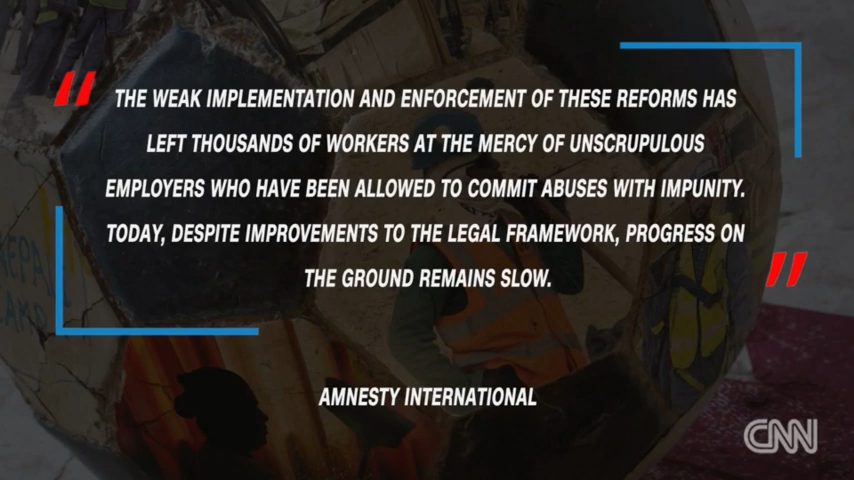 THE WEAK IMPLEMENTATION AND ENFORCEMENT OF THESE REFORMS HAS
LEFT THOUSANDS OF WORKERS AT THE MERCY OF UNSCRUPULOUS
EMPLOYERS WHO HAVE BEEN ALLOWED TO COMMIT ABUSES WITH IMPUNITY.
TODAY, DESPITE IMPROVEMENTS TO THE LEGAL FRAMEWORK, PROGRESS ON
THE GROUND REMAINS SLOW.
AMNESTY INTERNATIONAL
CNN